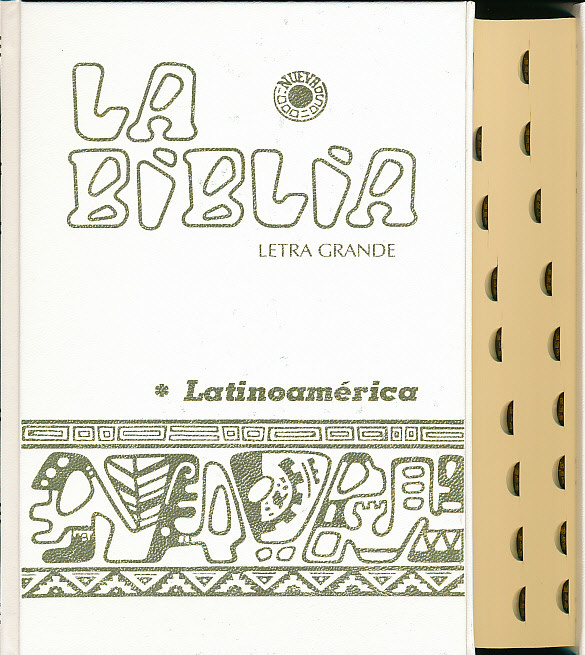 LA
NUEVA
BiBLiA
LETRA GRANDE
* Latinoamérica